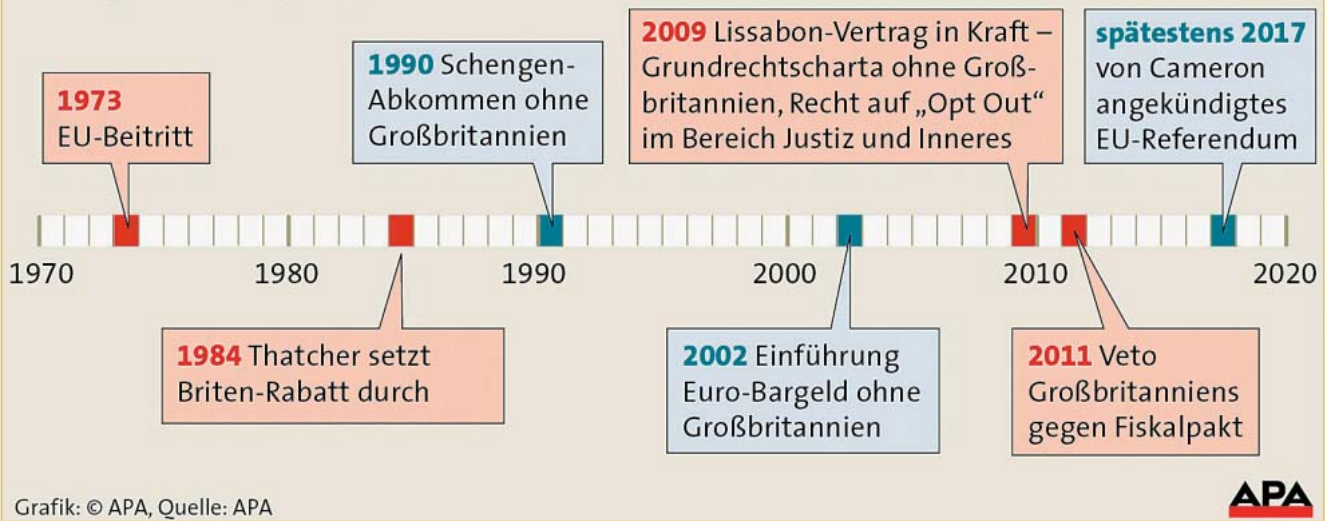 1973
EU-Beitritt
1990 Schengen-
Abkommen ohne
Großbritannien
2009 Lissabon-Vertrag in Kraft –
Grundrechtscharta ohne Groß-
britannien, Recht auf „Opt Out“
im Bereich Justiz und Inneres
spätestens 2017
von Cameron
angekündigtes
EU-Referendum
1970 1980 1990 2000 2010 2020
1984 Thatcher setzt
Briten-Rabatt durch
2002 Einführung
Euro-Bargeld ohne
Großbritannien
2011 Veto
Großbritanniens
gegen Fiskalpakt
Grafik: © APA, Quelle: APA
APA